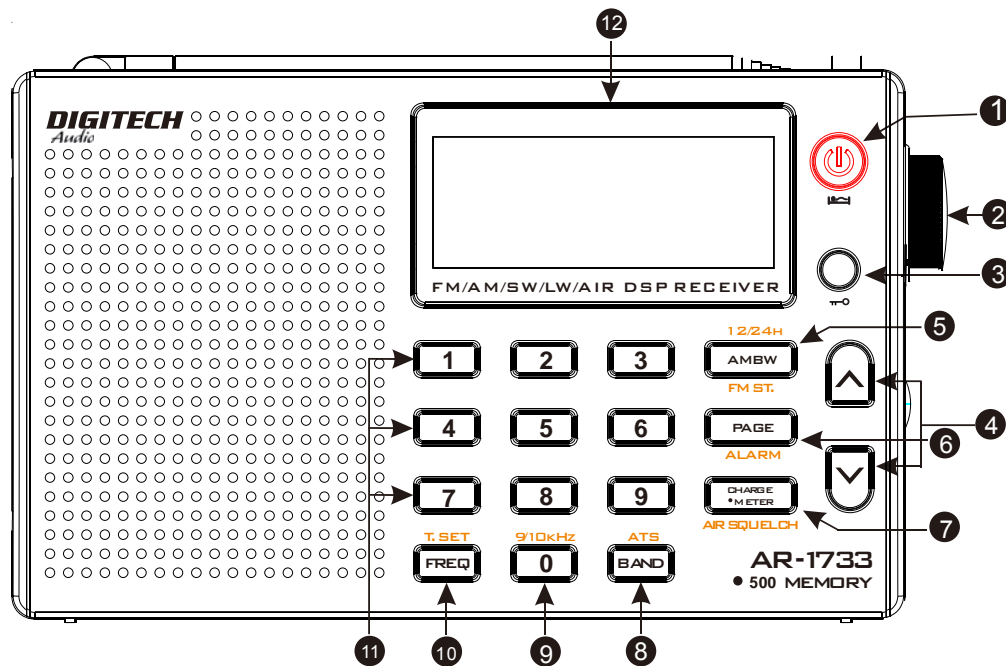 12
DIGITECH
Audio
1
2
FM/AM/SW/LW/AIR DSP RECEIVER
3
12/24H
5
1
2
3
AMBW
FM ST.
4
5
6
PAGE
4
ALARM
6
7
8
9
CHARGE
•METER
7
AIR SQUELCH
T. SET
9/10kHz
ATS
FREQ
0
BAND
AR-1733
• 500 MEMORY
11
10
9
8